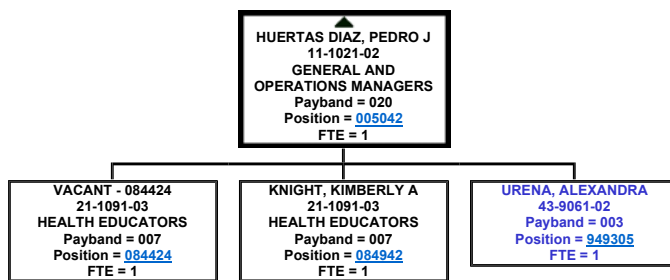 HUERTAS DIAZ, PEDRO J
11-1021-02
GENERAL AND
OPERATIONS MANAGERS
Payband = 020
Position = 005042
FTE = 1
VACANT - 084424
21-1091-03
HEALTH EDUCATORS
Payband = 007
Position = 084424
FTE = 1
KNIGHT, KIMBERLY A
21-1091-03
HEALTH EDUCATORS
Payband = 007
Position = 084942
FTE = 1
URENA, ALEXANDRA
43-9061-02
Payband = 003
Position = 949305
FTE = 1